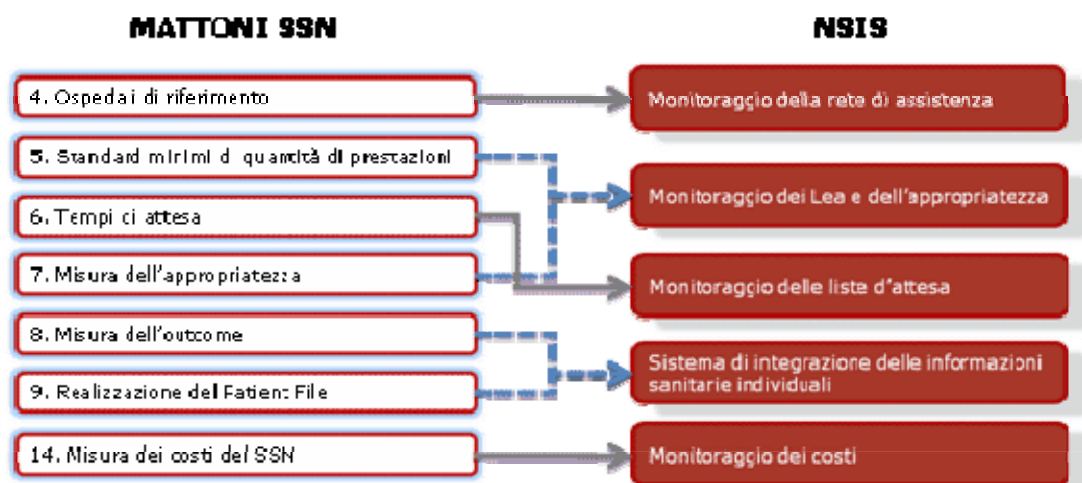 MATTONI SSN
NSIS
4. Ospedali di riferimento
Monitoraggio della rete di assistenza
5. Standard minimi di quantità di prestazioni
Monitoraggio dei Lea e dell'appropriatezza
6. Tempi di attesa
7. Misura dell'appropriatezza
Monitoraggio delle liste d'attesa
8. Misura dell'outcome
Sistema di integrazione delle informazioni
sanitarie individuali
9. Realizzazione del Patient File
14. Misura dei costi del SSN
Monitoraggio dei costi